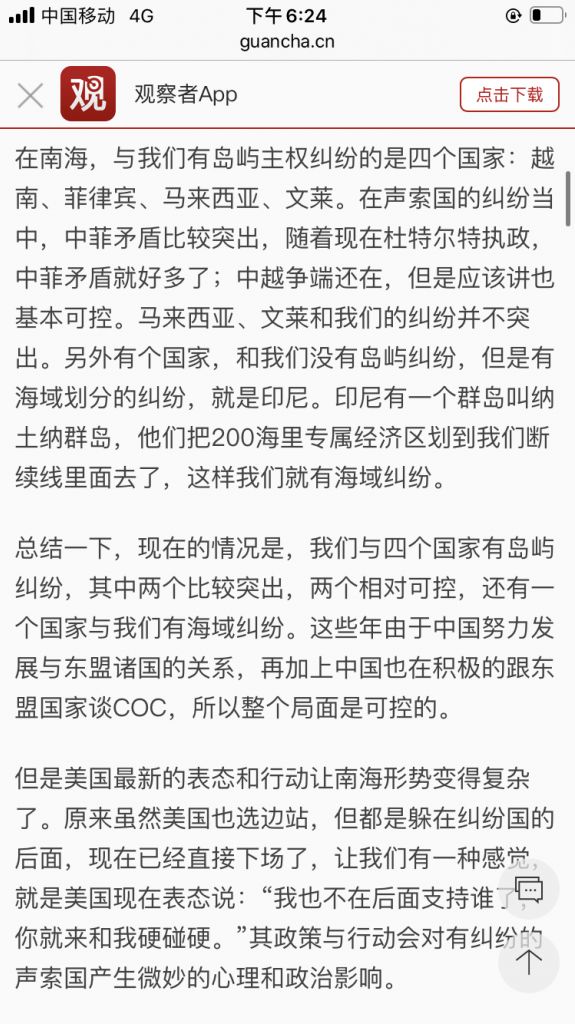 中国移动 4G 下午6:24
guancha.cn
观 观察者App 点击下载
在南海，与我们有岛屿主权纠纷的是四个国家：越
南、菲律宾、马来西亚、文莱。在声索国的纠纷当
中，中菲矛盾比较突出，随着现在杜特尔特执政，
中菲矛盾就好多了；中越争端还在，但是应该讲也
基本可控。马来西亚、文莱和我们的纠纷并不突
出。另外有个国家，和我们没有岛屿纠纷，但是有
海域划分的纠纷，就是印尼。印尼有一个群岛叫纳
土纳群岛，他们把200海里专属经济区划到我们断
续线里面去了，这样我们就有海域纠纷。
总结一下，现在的情况是，我们与四个国家有岛屿
纠纷，其中两个比较突出，两个相对可控，还有一
个国家与我们有海域纠纷。这些年由于中国努力发
展与东盟诸国的关系，再加上中国也在积极的跟东
盟国家谈COC，所以整个局面是可控的。
但是美国最新的表态和行动让南海形势变得复杂
了。原来虽然美国也选边站，但都是躲在纠纷国的
后面，现在已经直接下场了，让我们有一种感觉，
就是美国现在表态说：“我也不在后面支持谁了，
你就来和我硬碰硬。”其政策与行动会对有纠纷的
声索国产生微妙的心理和政治影响。